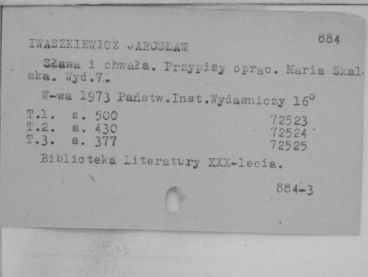 884
IWASZKIEWICZ JAROSŁAW
Sława i chwała. Przypisy oprac. Maria Skal-
ska. Wyd.7.
W-wa 1973 Państw.Inst.Wydawniczy 16°
T.1. s. 500 72523
T.2. s. 430 72524
T.3. s. 377 72525
Biblioteka Literatury XXX-lecia.
884-3